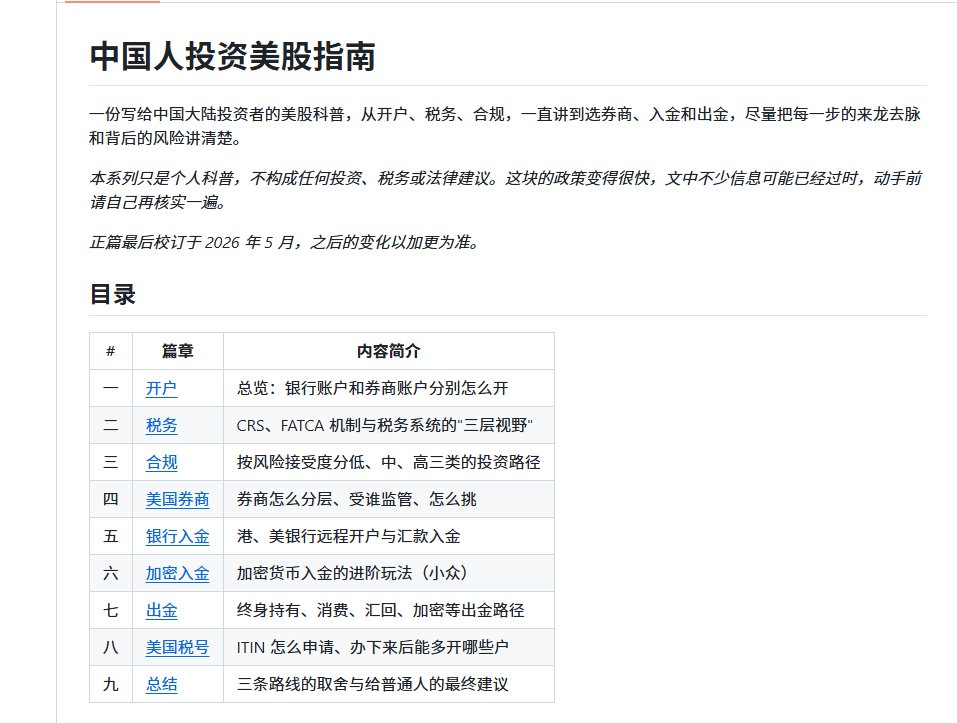 中国人投资美股指南
一份写给中国大陆投资者的美股科普，从开户、税务、合规，一直讲到选券商、入金和出金，尽量把每一步的来龙去脉
和背后的风险讲清楚。
本系列只是个人科普，不构成任何投资、税务或法律建议。这块的政策变得很快，文中不少信息可能已经过时，动手前
请自己再核实一遍。
正篇最后校订于 2026 年 5 月，之后的变化以加更为准。
目录
# 篇章 内容简介
一 开户 总览：银行账户和券商账户分别怎么开
二 税务 CRS、FATCA 机制与税务系统的"三层视野"
三 合规 按风险接受度分低、中、高三类的投资路径
四 美国券商 券商怎么分层、受谁监管、怎么挑
五 银行入金 港、美银行远程开户与汇款入金
六 加密入金 加密货币入金的进阶玩法（小众）
七 出金 终身持有、消费、汇回、加密等出金路径
八 美国税号 ITIN 怎么申请、办下来后能多开哪些户
九 总结 三条路线的取舍与给普通人的最终建议